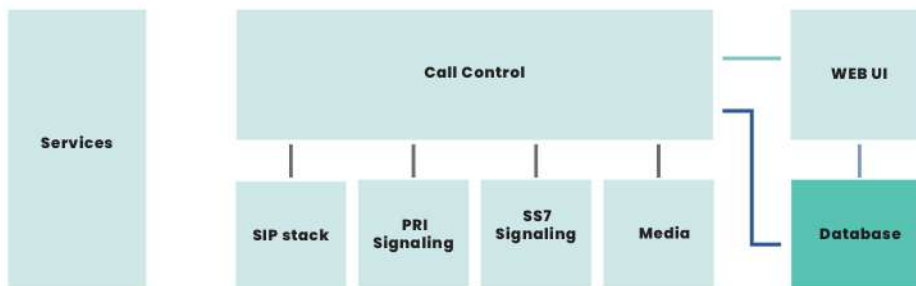 Services
Call Control
WEB UI
SIP stack
PRI
Signaling
SS7
Signaling
Media
Database